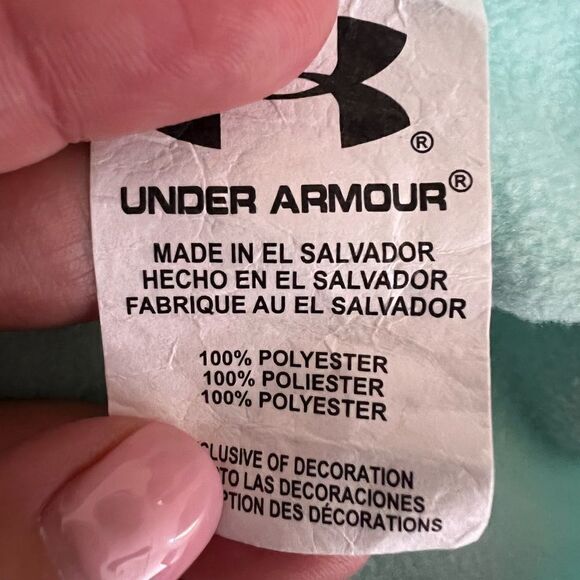 ®
UNDER ARMOUR®
MADE IN EL SALVADOR
HECHO EN EL SALVADOR
FABRIQUE AU EL SALVADOR
100% POLYESTER
100% POLIESTER
100% POLYESTER
OF DECORATION
LAS DECORACIONES
DES DÉCORATIONS